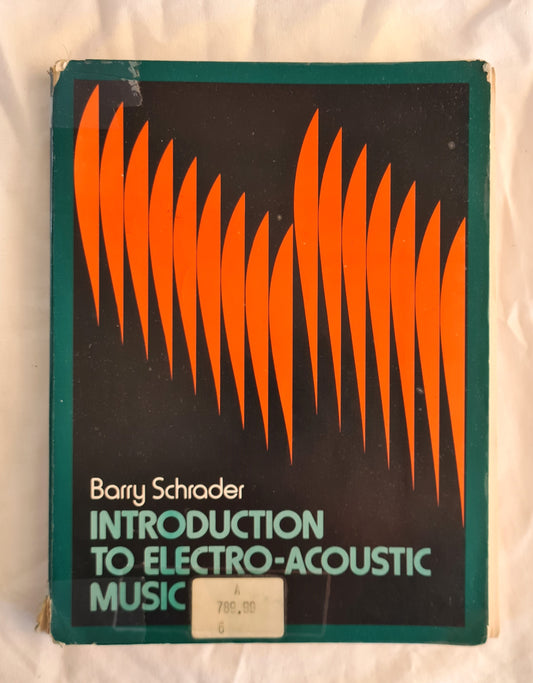 Barry Schrader
INTRODUCTION
TO ELECTRO-ACOUSTIC
MUSIC
A
789.99
6